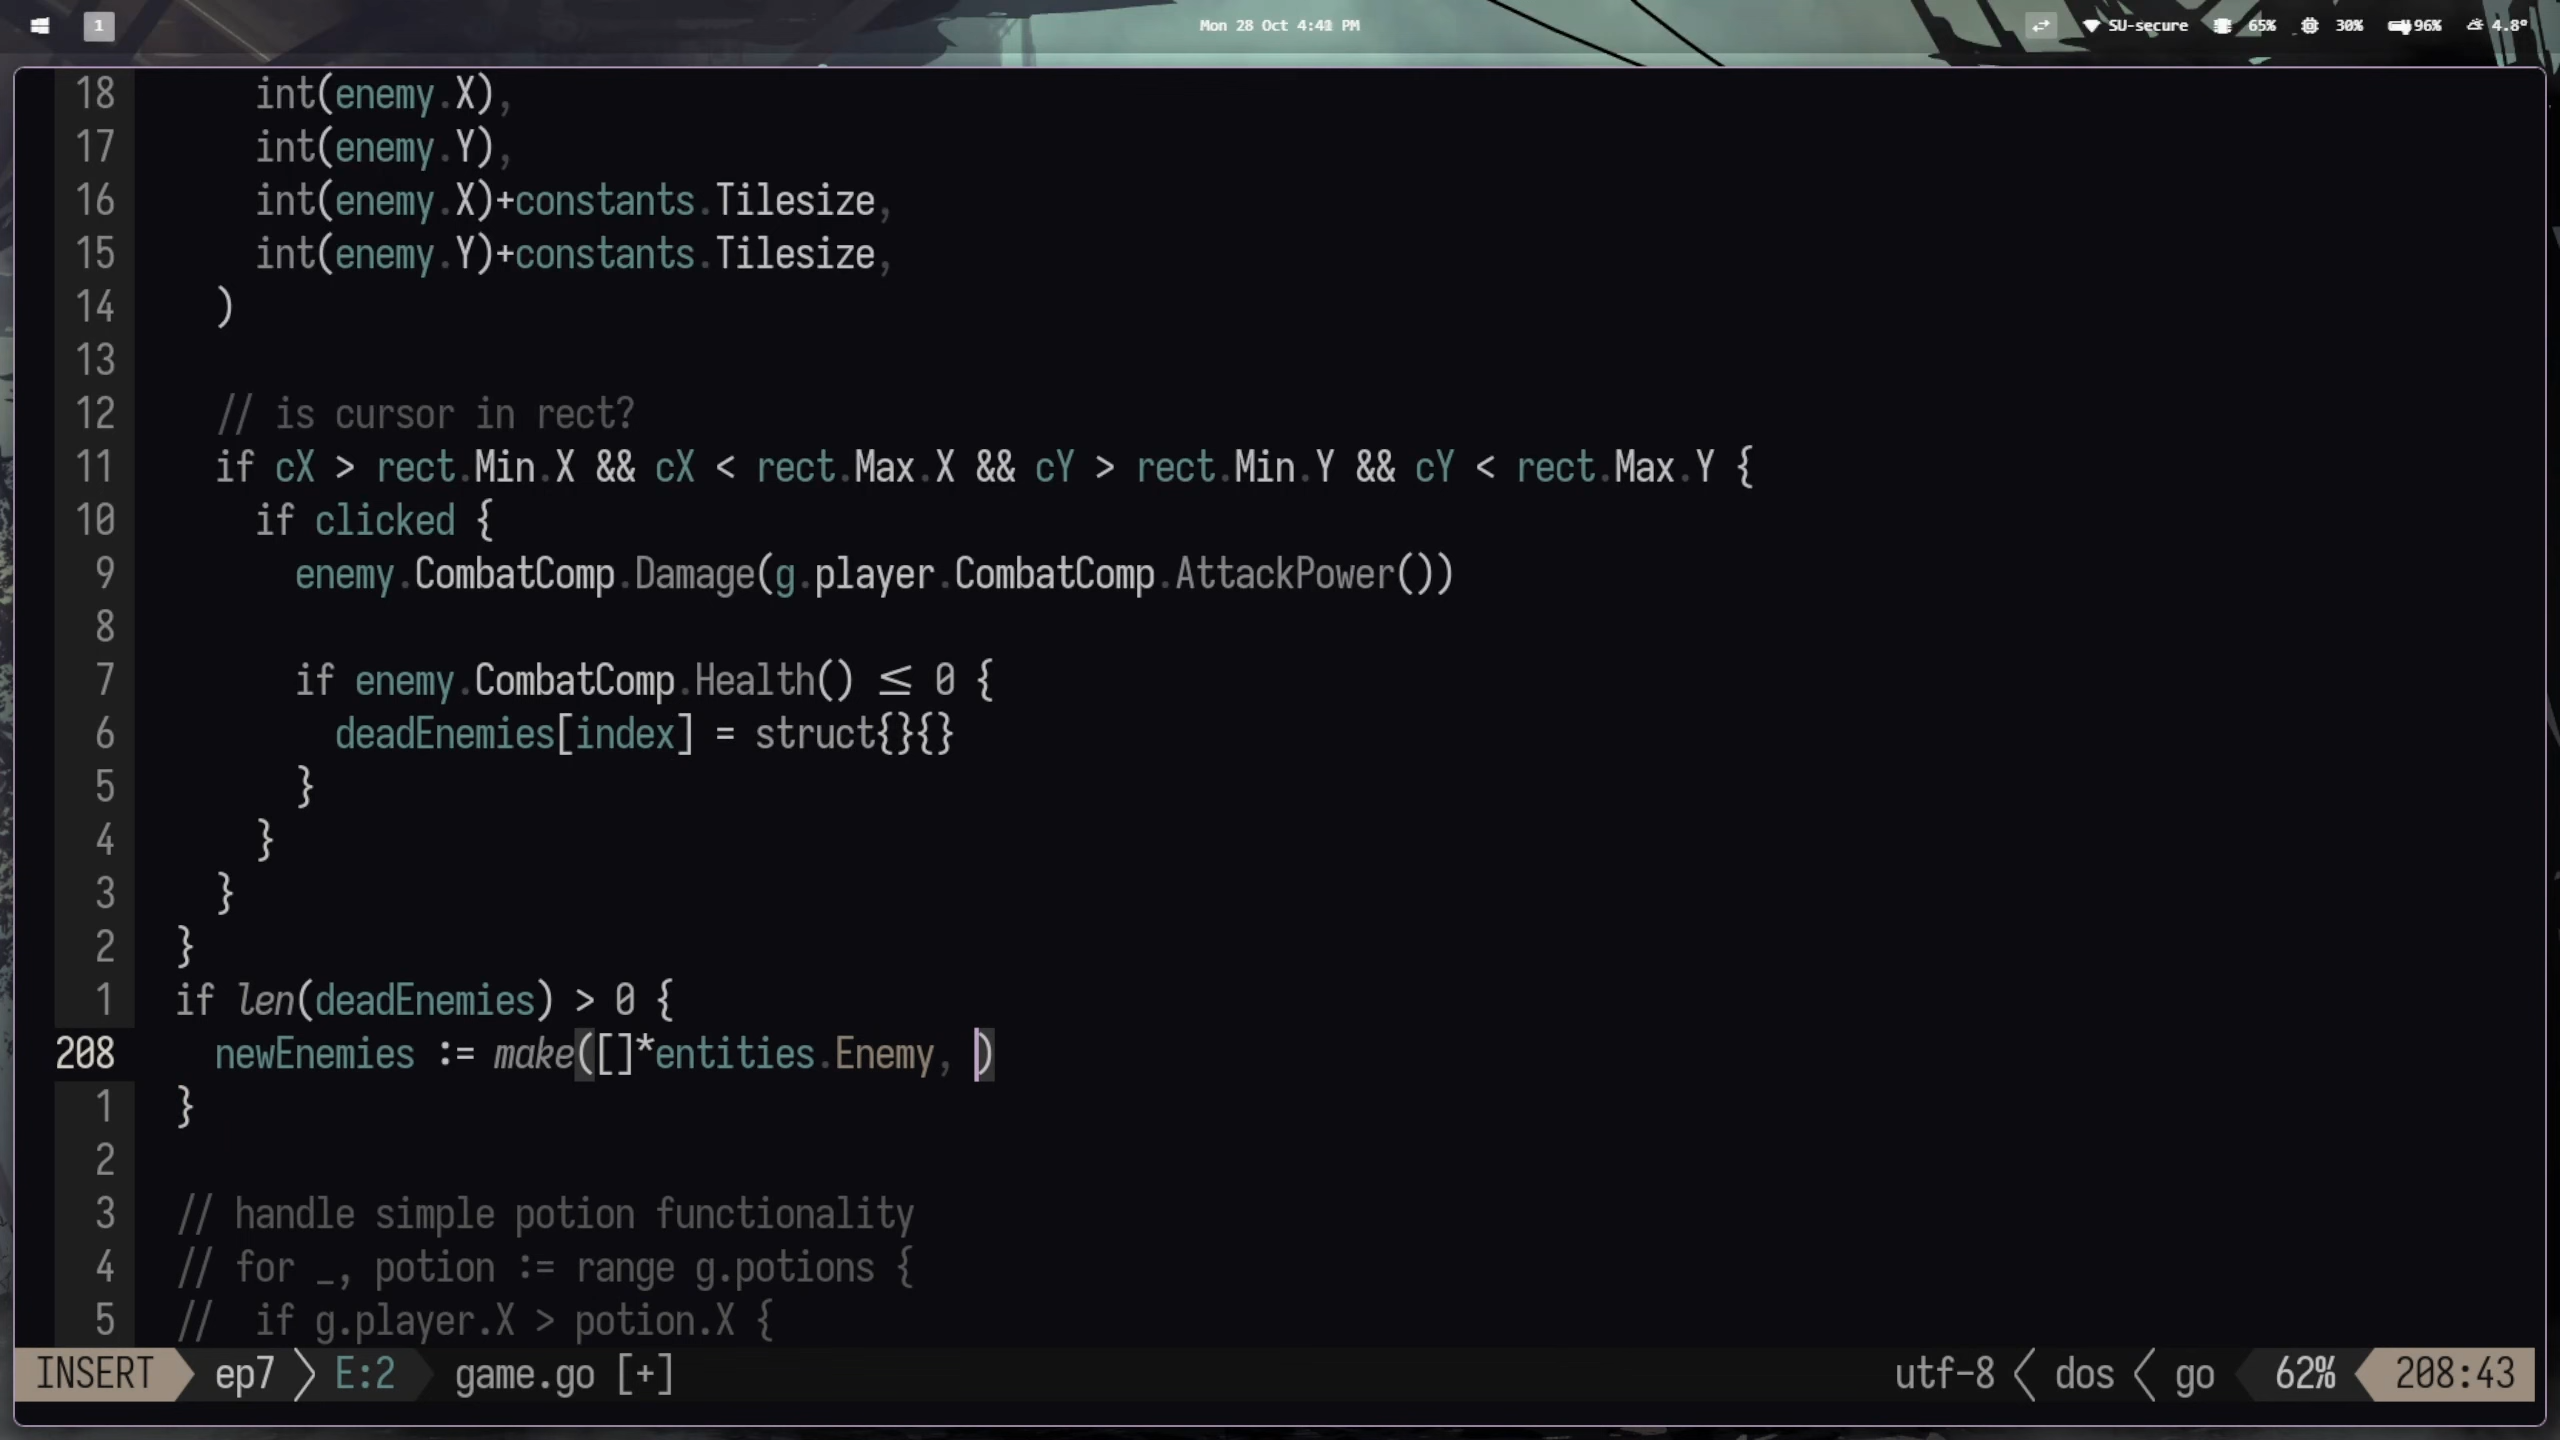 1 Mon 28 Oct 4:41 PM SU-secure 65% 30% 96% 4.8°
18 int(enemy.X),
17 int(enemy.Y),
16 int(enemy.X)+constants.Tilesize,
15 int(enemy.Y)+constants.Tilesize,
14 )
13
12 // is cursor in rect?
11 if cX > rect.Min.X && cX < rect.Max.X && cY > rect.Min.Y && cY < rect.Max.Y {
10 if clicked {
9 enemy.CombatComp.Damage(g.player.CombatComp.AttackPower())
8
7 if enemy.CombatComp.Health() ≤ 0 {
6 deadEnemies[index] = struct{}{}
5 }
4 }
3 }
2 }
1 if len(deadEnemies) > 0 {
208 newEnemies := make([]*entities.Enemy, )
1 }
2
3 // handle simple potion functionality
4 // for _, potion := range g.potions {
5 // if g.player.X > potion.X {
INSERT ep7 E:2 game.go [+] utf-8 dos go 62% 208:43